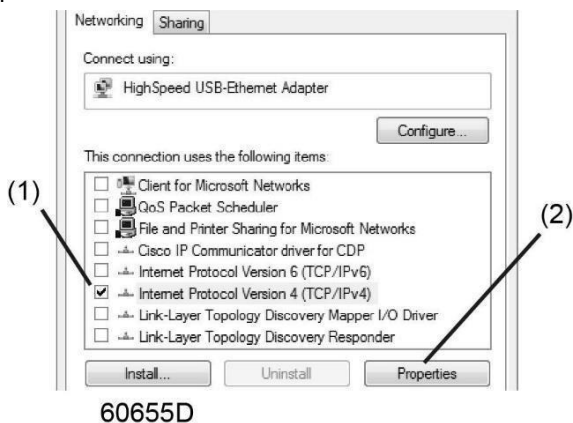 Networking Sharing
Connect using:
HighSpeed USB-Ethernet Adapter
Configure...
This connection uses the following items:
Client for Microsoft Networks
(1)
QoS Packet Scheduler
(2)
File and Printer Sharing for Microsoft Networks
Cisco IP Communicator driver for CDP
Internet Protocol Version 6 (TCP/IPv6)
Internet Protocol Version 4 (TCP/IPv4)
Link-Layer Topology Discovery Mapper I/O Driver
Link-Layer Topology Discovery Responder
Install... Uninstall Properties
60655D